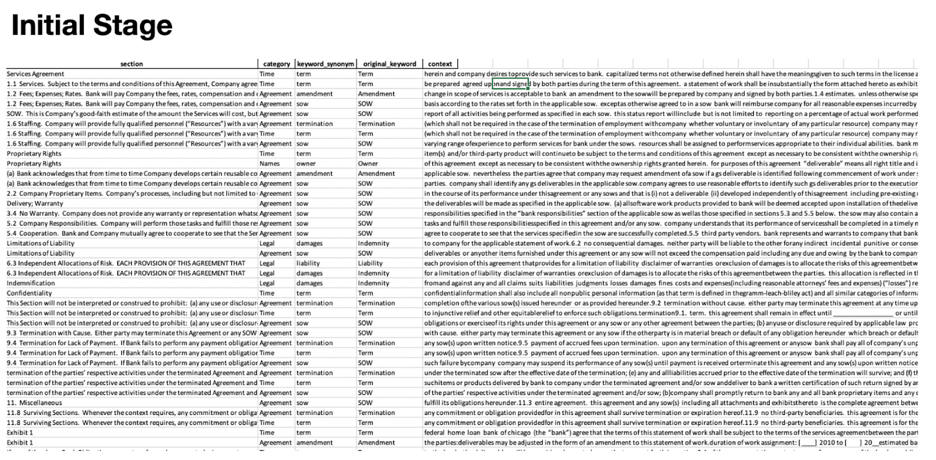 Initial Stage
section category keyword_synonym original_keyword context
Services Agreement Time term Term herein and company desires toprovide such services to bank. capitalized terms not otherwise defined herein shall have the meaninggiven to such terms in the license a
1.1 Services. Subject to the terms and conditions of this Agreement, Company agree Time term Term be prepared agreed upon and signed by both parties during the term of this agreement. a statement of work shall be insubstantially the form attached hereto as exhibit
1.2 Fees; Expenses; Rates. Bank will pay Company the fees, rates, compensation and Agreement amendment Amendment change in scope of services is acceptable to bank an amendment to the sowwill be prepared by company and signed by both parties.1.4 estimates. unless otherwise spe
1.2 Fees; Expenses; Rates. Bank will pay Company the fees, rates, compensation and Agreement sow SOW basis according to the rates set forth in the applicable sow. exceptas otherwise agreed to in a sow bank will reimburse company for all reasonable expenses incurred by
SOW. This is Company's good-faith estimate of the amount the Services will cost, but Agreement sow SOW report of all activities being performed as specified in each sow. this status report willinclude but is not limited to reporting on a percentage of actual work performed
1.6 Staffing. Company will provide fully qualified personnel ("Resources") with a var Agreement termination Termination (which shall not be required in the case of the termination of employment withcompany whether voluntary or involuntary of any particular resource) company may r
1.6 Staffing. Company will provide fully qualified personnel ("Resources") with a var Time term Term (which shall not be required in the case of the termination of employment withcompany whether voluntary or involuntary of any particular resource) company may r
1.6 Staffing. Company will provide fully qualified personnel ("Resources") with a var Agreement sow SOW varying range ofexperience to perform services for bank under the sows. resources shall be assigned to performservices appropriate to their individual abilities. bank m
Proprietary Rights Time term Term item(s) and/or third-party product will continueto be subject to the terms and conditions of this agreement except as necessary to be consistent withthe ownership ri
Proprietary Rights Names owner Owner of this agreement except as necessary to be consistent withthe ownership rights granted herein. for purposes of this agreement "deliverable" means all right title and i
(a) Bank acknowledges that from time to time Company develops certain reusable co Agreement amendment Amendment applicable sow. nevertheless the parties agree that company may request amendment ofa sow if a gs deliverable is identified following commencement of work under s
(a) Bank acknowledges that from time to time Company develops certain reusable co Agreement sow SOW parties. company shall identify any gs deliverables in the applicable sow.company agrees to use reasonable efforts to identify such gs deliverables prior to the execution
2.2 Company Proprietary Items. Company's processes, including but not limited to Agreement sow SOW in the course of its performance under thisagreement or any sows and that is (i) not a deliverable (ii) developed independently of thisagreement including pre-existing
Delivery; Warranty Agreement sow SOW the deliverables will be made as specified in the applicable sow. (a) allsoftware work products provided to bank will be deemed accepted upon installation of thedelive
3.4 No Warranty. Company does not provide any warranty or representation whats Agreement sow SOW responsibilities specified in the "bank responsibilities" section of the applicable sow as wellas those specified in sections 5.3 and 5.5 below. the sow may also contain a
5.2 Company Responsibilities. Company will perform those tasks and fulfill those re Agreement sow SOW tasks and fulfill those responsibilitiesspecified in this agreement and/or any sow. company understands that its performance of servicesshall be completed in a timely n
5.4 Cooperation. Bank and Company mutually agree to cooperate to see that the Ser Agreement sow SOW agree to cooperate to see that the services specifiedin the sow are successfully completed.5.5 third party vendors. bank represents and warrants to company that bank
Limitations of Liability Legal damages Indemnity to company for the applicable statement of work.6.2 no consequential damages. neither party will be liable to the other forany indirect incidental punitive or conse
Limitations of Liability Agreement sow SOW deliverables or anyother items furnished under this agreement or any sow will not exceed the compensation paid including any due and owing by the bank to compan
6.3 Independent Allocations of Risk. EACH PROVISION OF THIS AGREEMENT THAT Legal liability Liability each provision of this agreement thatprovides for a limitation of liability disclaimer of warranties orexclusion of damages is to allocate the risks of this agreementbetwe
6.3 Independent Allocations of Risk. EACH PROVISION OF THIS AGREEMENT THAT Legal damages Indemnity for a limitation of liability disclaimer of warranties orexclusion of damages is to allocate the risks of this agreementbetween the parties. this allocation is reflected in t
Indemnification Legal damages Indemnity fromand against any and all claims suits liabilities judgments losses damages fines costs and expenses(including reasonable attorneys' fees and expenses) ("losses") re
Confidentiality Time term Term confidentialinformation shall also include all nonpublic personal information (as that term is defined in thegramm-leach-bliley act) and all similar categories of informa
This Section will not be interpreted or construed to prohibit: (a) any use or disclosur Agreement termination Termination completion of the various sow(s) issued hereunder or as provided hereunder.9.2 termination without cause. either party may terminate this agreement at any time up
This Section will not be interpreted or construed to prohibit: (a) any use or disclosur Time term Term to injunctive relief and other equitablerelief to enforce such obligations.termination9.1. term. this agreement shall remain in effect until ________ or until
This Section will not be interpreted or construed to prohibit: (a) any use or disclosur Agreement sow SOW obligations or exercised its rights under this agreement or any sow or any other agreement between the parties; (b) anyuse or disclosure required by applicable law prc
9.3 Termination with Cause. Either party may terminate this Agreement or any SOW Agreement sow SOW with cause. either party may terminate this agreement or any sow if the otherparty is in material breach or default of any obligation hereunder which breach or default
9.4 Termination for Lack of Payment. If Bank fails to perform any payment obligatio Agreement termination Termination any sow(s) upon written notice.9.5 payment of accrued fees upon termination. upon any termination of this agreement or anysow bank shall pay all of company's unp
9.4 Termination for Lack of Payment. If Bank fails to perform any payment obligatio Time term Term any sow(s) upon written notice.9.5 payment of accrued fees upon termination. upon any termination of this agreement or anysow bank shall pay all of company's unp
9.4 Termination for Lack of Payment. If Bank fails to perform any payment obligatio Agreement sow SOW such failure bycompany company may suspend its performance of any sow(s) until payment is received orterminate this agreement and any sow(s) upon written notice
termination of the parties' respective activities under the terminated Agreement and Agreement termination Termination under the terminated sow after the effective date of the termination; (e) any and allliabilities accrued prior to the effective date of the termination will survive; and (f) th
termination of the parties' respective activities under the terminated Agreement and Time term Term suchitems or products delivered by bank to company under the terminated agreement and/or sow anddeliver to bank a written certification of such return signed by ar
termination of the parties' respective activities under the terminated Agreement and Agreement sow SOW of the parties' respective activities under the terminated agreement and/or sow; (b)company shall promptly return to bank any and all bank proprietary items and any c
11. Miscellaneous Agreement sow SOW fulfill its obligations hereunder.11.3 entire agreement. this agreement and any sow(s) including all attachments and exhibitshereto is the complete agreement betwee
11.8 Surviving Sections. Whenever the context requires, any commitment or obliga Agreement termination Termination any commitment or obligation providedfor in this agreement shall survive termination or expiration hereof.11.9 no third-party beneficiaries. this agreement is for the
11.8 Surviving Sections. Whenever the context requires, any commitment or obliga Time term Term any commitment or obligation providedfor in this agreement shall survive termination or expiration hereof.11.9 no third-party beneficiaries. this agreement is for the
Exhibit 1 Time term Term federal home loan bank of chicago (the "bank") agree that the terms of this statement of work shall be subject to the terms of the services agreementbetween the part
Exhibit 1 Agreement amendment Amendment the parties:deliverables may be adjusted in the form of an amendment to this statement of work.duration of work assignment: [____] 2010 to [____] 20__estimated ba